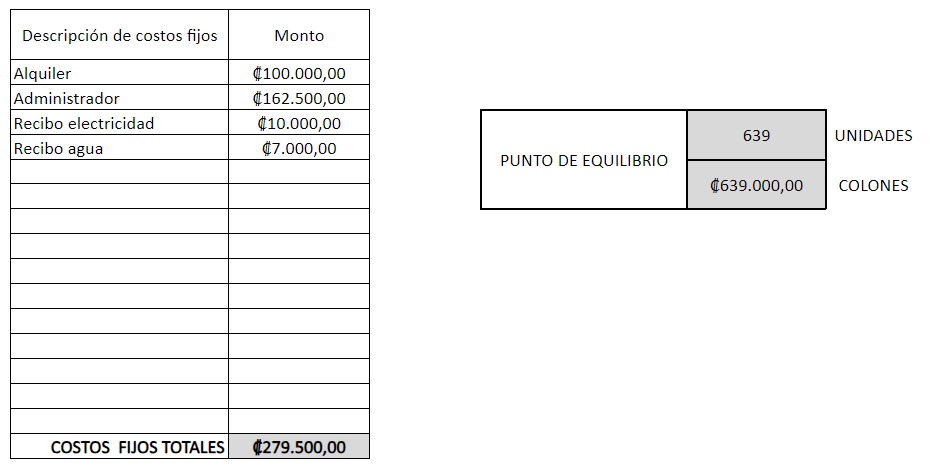 Descripción de costos fijos Monto
Alquiler ₡100.000,00
Administrador ₡162.500,00
Recibo electricidad ₡10.000,00
Recibo agua ₡7.000,00
COSTOS FIJOS TOTALES ₡279.500,00
PUNTO DE EQUILIBRIO
639 UNIDADES
₡639.000,00 COLONES